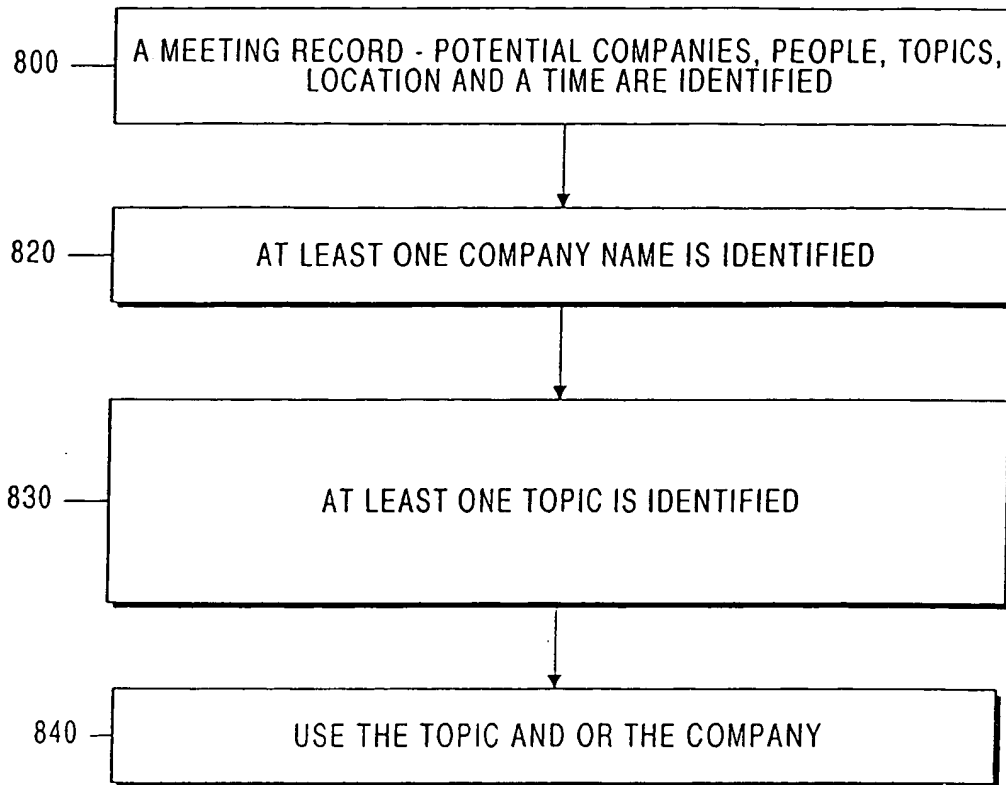 800
A MEETING RECORD - POTENTIAL COMPANIES, PEOPLE, TOPICS,
LOCATION AND A TIME ARE IDENTIFIED
820
AT LEAST ONE COMPANY NAME IS IDENTIFIED
830
AT LEAST ONE TOPIC IS IDENTIFIED
840
USE THE TOPIC AND OR THE COMPANY